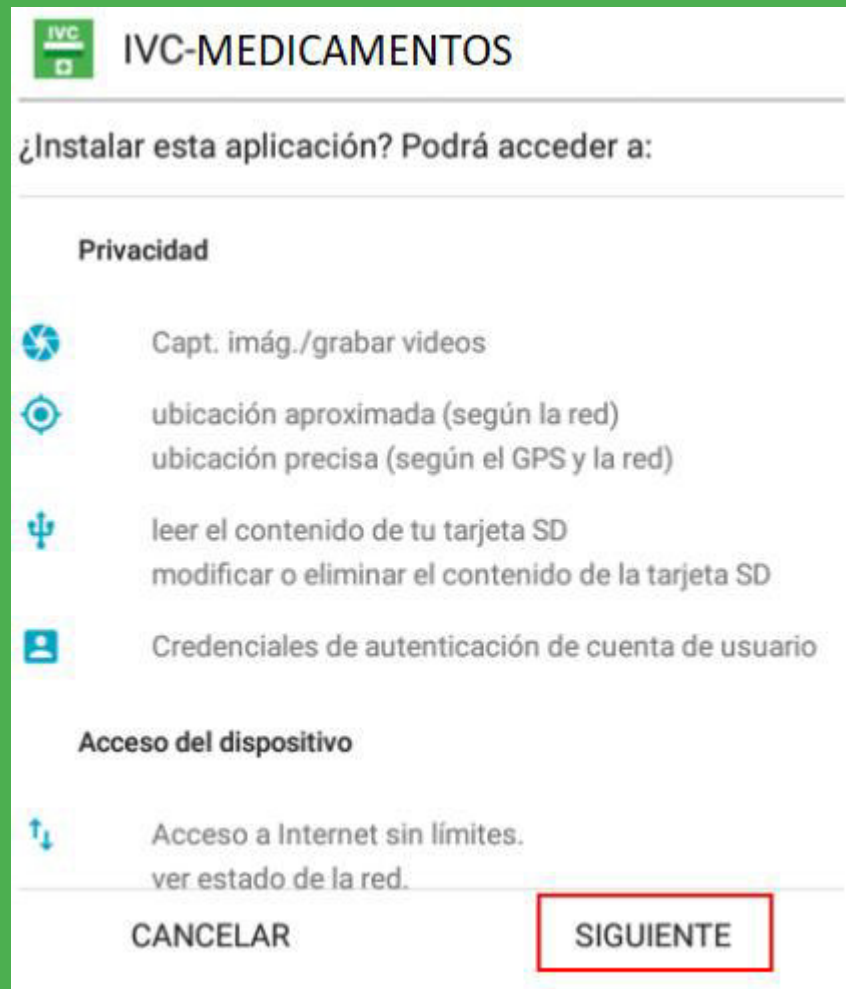 IVC
IVC-MEDICAMENTOS
¿Instalar esta aplicación? Podrá acceder a:
Privacidad
Capt. imág./grabar videos
ubicación aproximada (según la red)
ubicación precisa (según el GPS y la red)
leer el contenido de tu tarjeta SD
modificar o eliminar el contenido de la tarjeta SD
Credenciales de autenticación de cuenta de usuario
Acceso del dispositivo
Acceso a Internet sin límites.
ver estado de la red.
CANCELAR SIGUIENTE